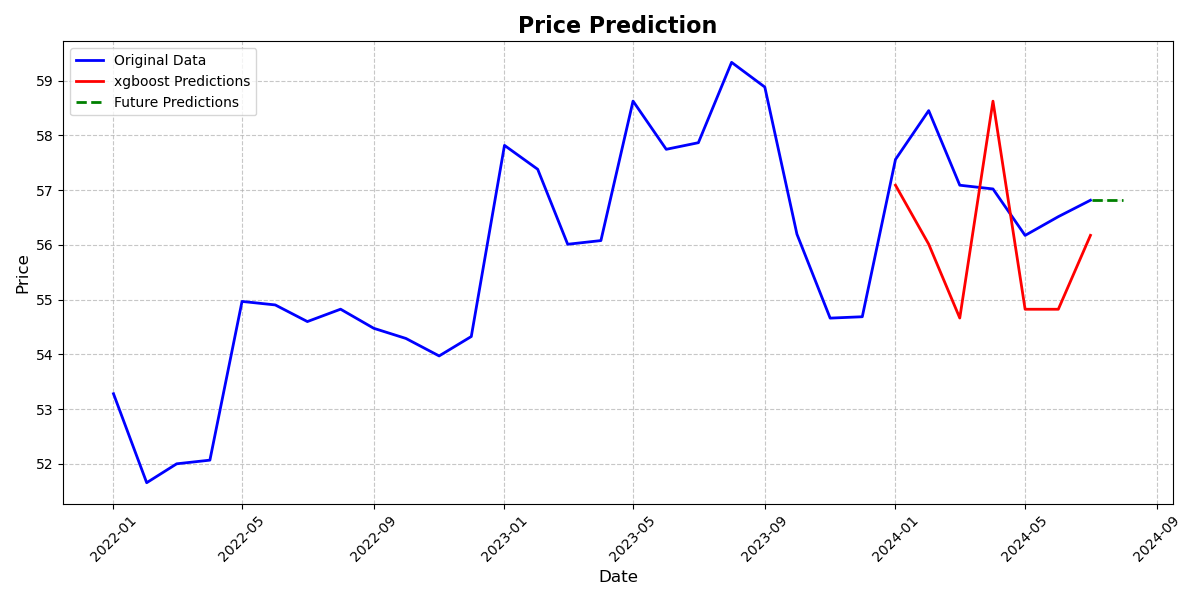 Price Prediction
Original Data
xgboost Predictions
Future Predictions
Price
59
58
57
56
55
54
53
52
2022-01
2022-05
2022-09
2023-01
2023-05
2023-09
2024-01
2024-05
2024-09
Date